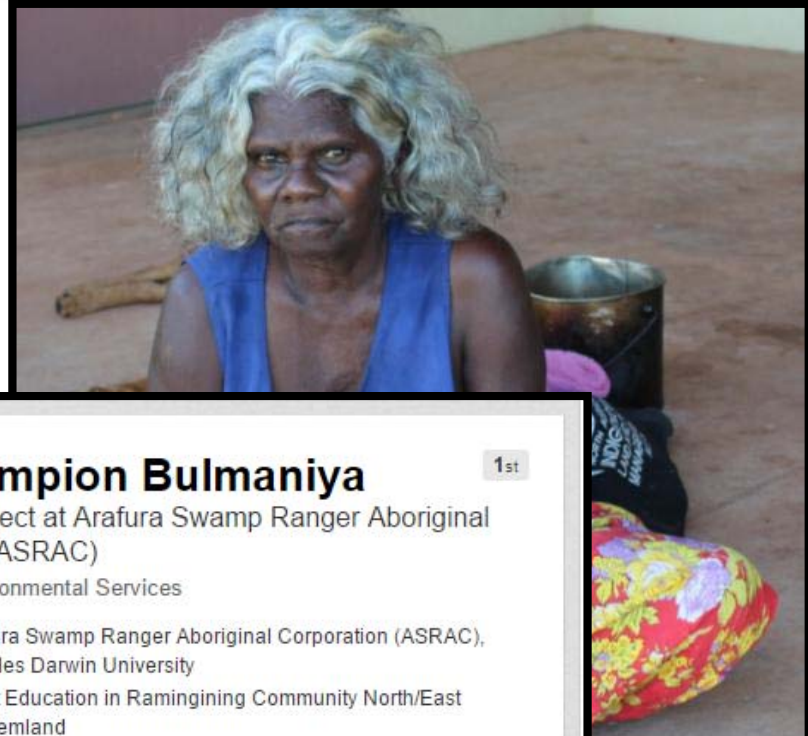 mpion Bulmaniya
1st
ect at Arafura Swamp Ranger Aboriginal
ASRAC)
onmental Services
ra Swamp Ranger Aboriginal Corporation (ASRAC),
les Darwin University
t Education in Ramingining Community North/East
emland